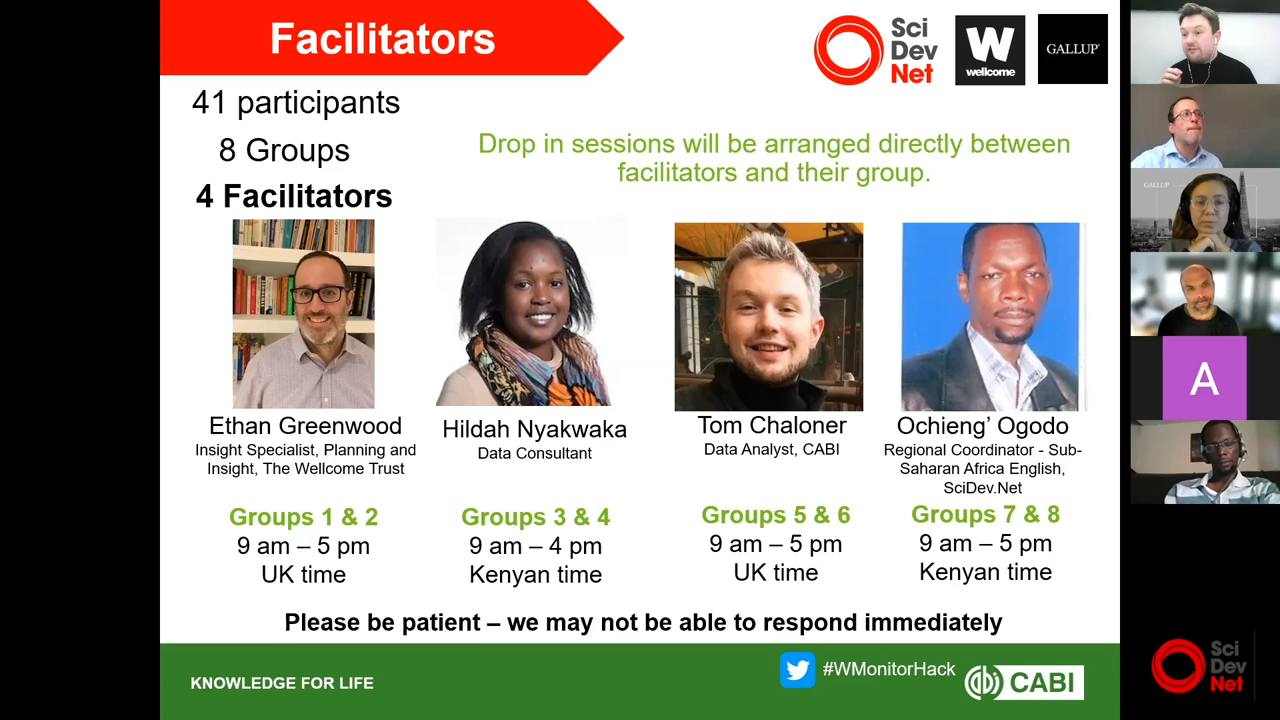 Facilitators
Sci
Dev
Net
W
wellcome
GALLUP
41 participants
8 Groups
4 Facilitators
Drop in sessions will be arranged directly between
facilitators and their group.
Ethan Greenwood
Insight Specialist, Planning and
Insight, The Wellcome Trust
Groups 1 & 2
9 am – 5 pm
UK time
Hildah Nyakwaka
Data Consultant
Groups 3 & 4
9 am – 4 pm
Kenyan time
Tom Chaloner
Data Analyst, CABI
Groups 5 & 6
9 am – 5 pm
UK time
Ochieng’ Ogodo
Regional Coordinator - Sub-
Saharan Africa English,
SciDev.Net
Groups 7 & 8
9 am – 5 pm
Kenyan time
Please be patient – we may not be able to respond immediately
KNOWLEDGE FOR LIFE
#WMonitorHack
CABI
GALLUP
A
Sci
Dev
Net